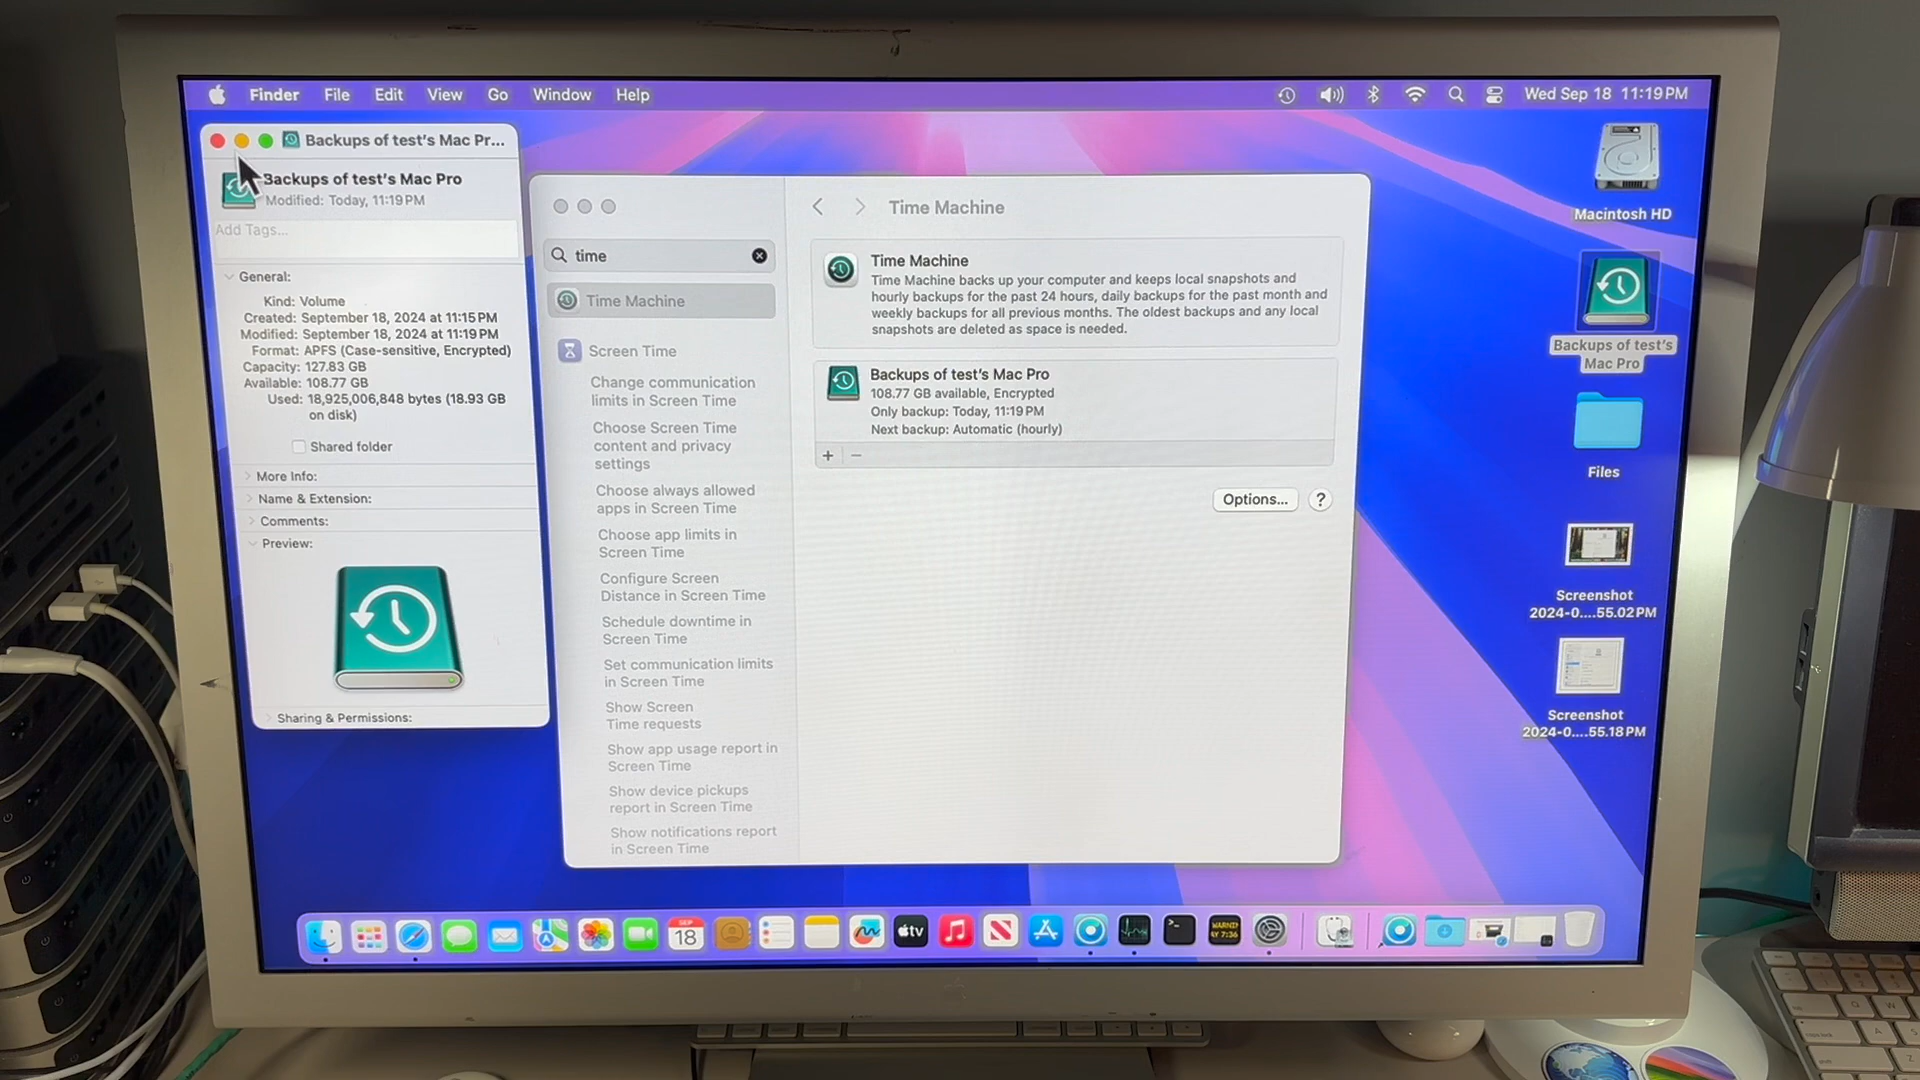 Finder File Edit View Go Window Help
Wed Sep 18 11:19 PM
Backups of test's Mac Pr...
Backups of test's Mac Pro
Modified: Today, 11:19 PM
Add Tags...
General:
Kind: Volume
Created: September 18, 2024 at 11:15 PM
Modified: September 18, 2024 at 11:19 PM
Format: APFS (Case-sensitive, Encrypted)
Capacity: 127.83 GB
Available: 108.77 GB
Used: 18,925,006,848 bytes (18.93 GB
on disk)
Shared folder
More Info:
Name & Extension:
Comments:
Preview:
Sharing & Permissions:
time
Time Machine
Screen Time
Change communication
limits in Screen Time
Choose Screen Time
content and privacy
settings
Choose always allowed
apps in Screen Time
Choose app limits in
Screen Time
Configure Screen
Distance in Screen Time
Schedule downtime in
Screen Time
Set communication limits
in Screen Time
Show Screen
Time requests
Show app usage report in
Screen Time
Show device pickups
report in Screen Time
Show notifications report
in Screen Time
Time Machine
Time Machine
Time Machine backs up your computer and keeps local snapshots and
hourly backups for the past 24 hours, daily backups for the past month and
weekly backups for all previous months. The oldest backups and any local
snapshots are deleted as space is needed.
Backups of test's Mac Pro
108.77 GB available, Encrypted
Only backup: Today, 11:19 PM
Next backup: Automatic (hourly)
+ −
Options... ?
Macintosh HD
Backups of test's
Mac Pro
Files
Screenshot
2024-0....55.02 PM
Screenshot
2024-0....55.18 PM
SEP
18
tv
WARNIN
AY 7:36